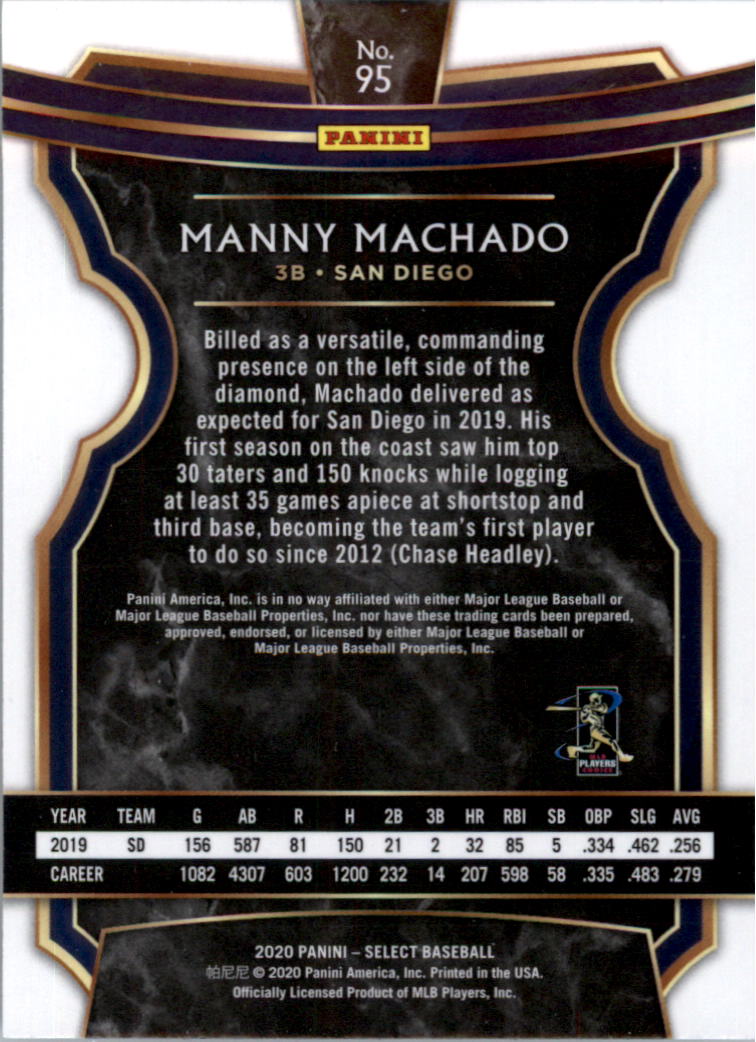 No.
95
PANINI
MANNY MACHADO
3B • SAN DIEGO
Billed as a versatile, commanding
presence on the left side of the
diamond, Machado delivered as
expected for San Diego in 2019. His
first season on the coast saw him top
30 taters and 150 knocks while logging
at least 35 games apiece at shortstop and
third base, becoming the team's first player
to do so since 2012 (Chase Headley).
Panini America, Inc. is in no way affiliated with either Major League Baseball or
Major League Baseball Properties, Inc. nor have these trading cards been prepared,
approved, endorsed, or licensed by either Major League Baseball or
Major League Baseball Properties, Inc.
MLB
PLAYERS
CHOICE
YEAR TEAM G AB R H 2B 3B HR RBI SB OBP SLG AVG
2019 SD 156 587 81 150 21 2 32 85 5 .334 .462 .256
CAREER 1082 4307 603 1200 232 14 207 598 58 .335 .483 .279
2020 PANINI – SELECT BASEBALL
帕尼尼 © 2020 Panini America, Inc. Printed in the USA.
Officially Licensed Product of MLB Players, Inc.